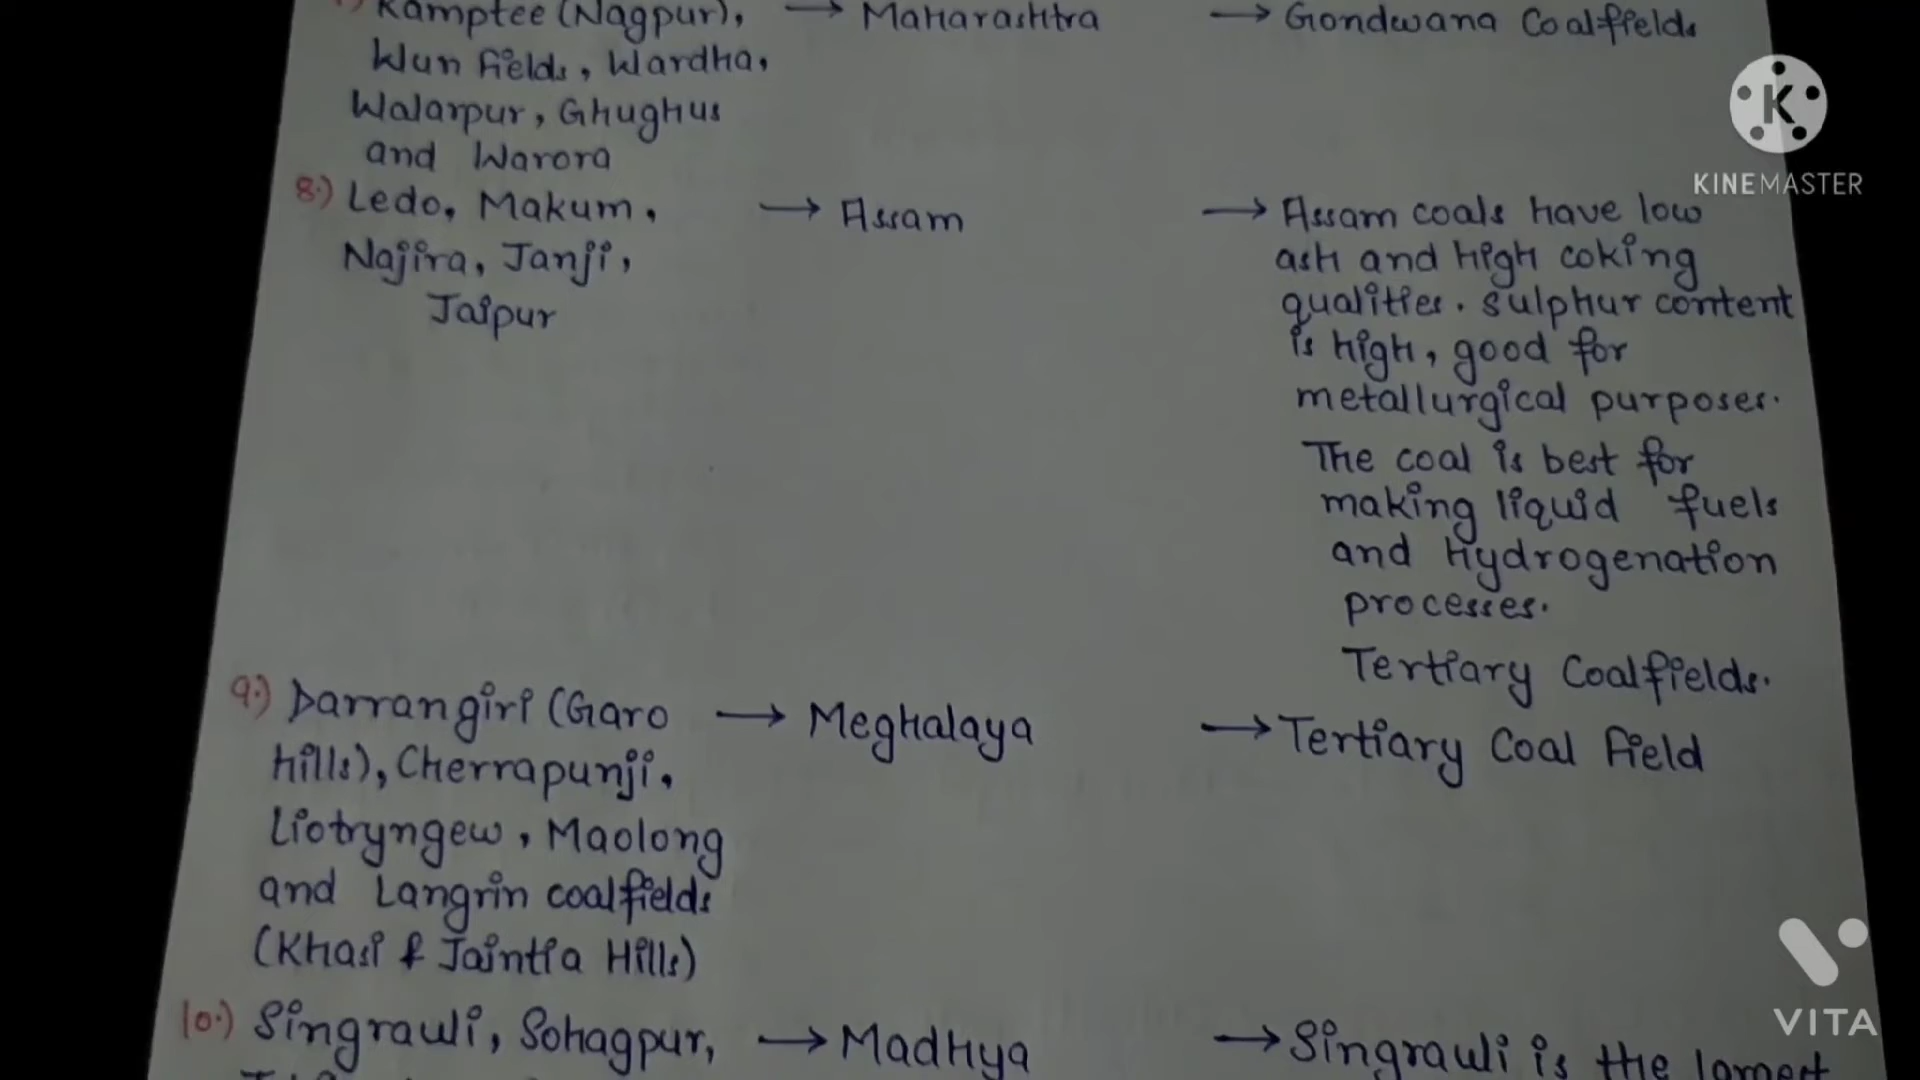 Kamptee (Nagpur), → Maharashtra → Gondwana Coalfields
Wun fields, Wardha,
Walarpur, Ghughus
and Warora
8.) Ledo, Makum, → Assam → Assam coals have low
Najira, Janji, ash and high coking
Jaipur qualities. Sulphur content
is high, good for
metallurgical purposes.
The coal is best for
making liquid fuels
and Hydrogenation
processes.
Tertiary Coalfields.
9.) Darrangiri (Garo → Meghalaya → Tertiary Coal Field
hills), Cherrapunji,
Liotryngew, Maolong
and Langrin coalfields
(Khasi & Jaintia Hills)
10.) Singrauli, Sohagpur, → Madhya → Singrauli is the largest
KINEMASTER
VITA